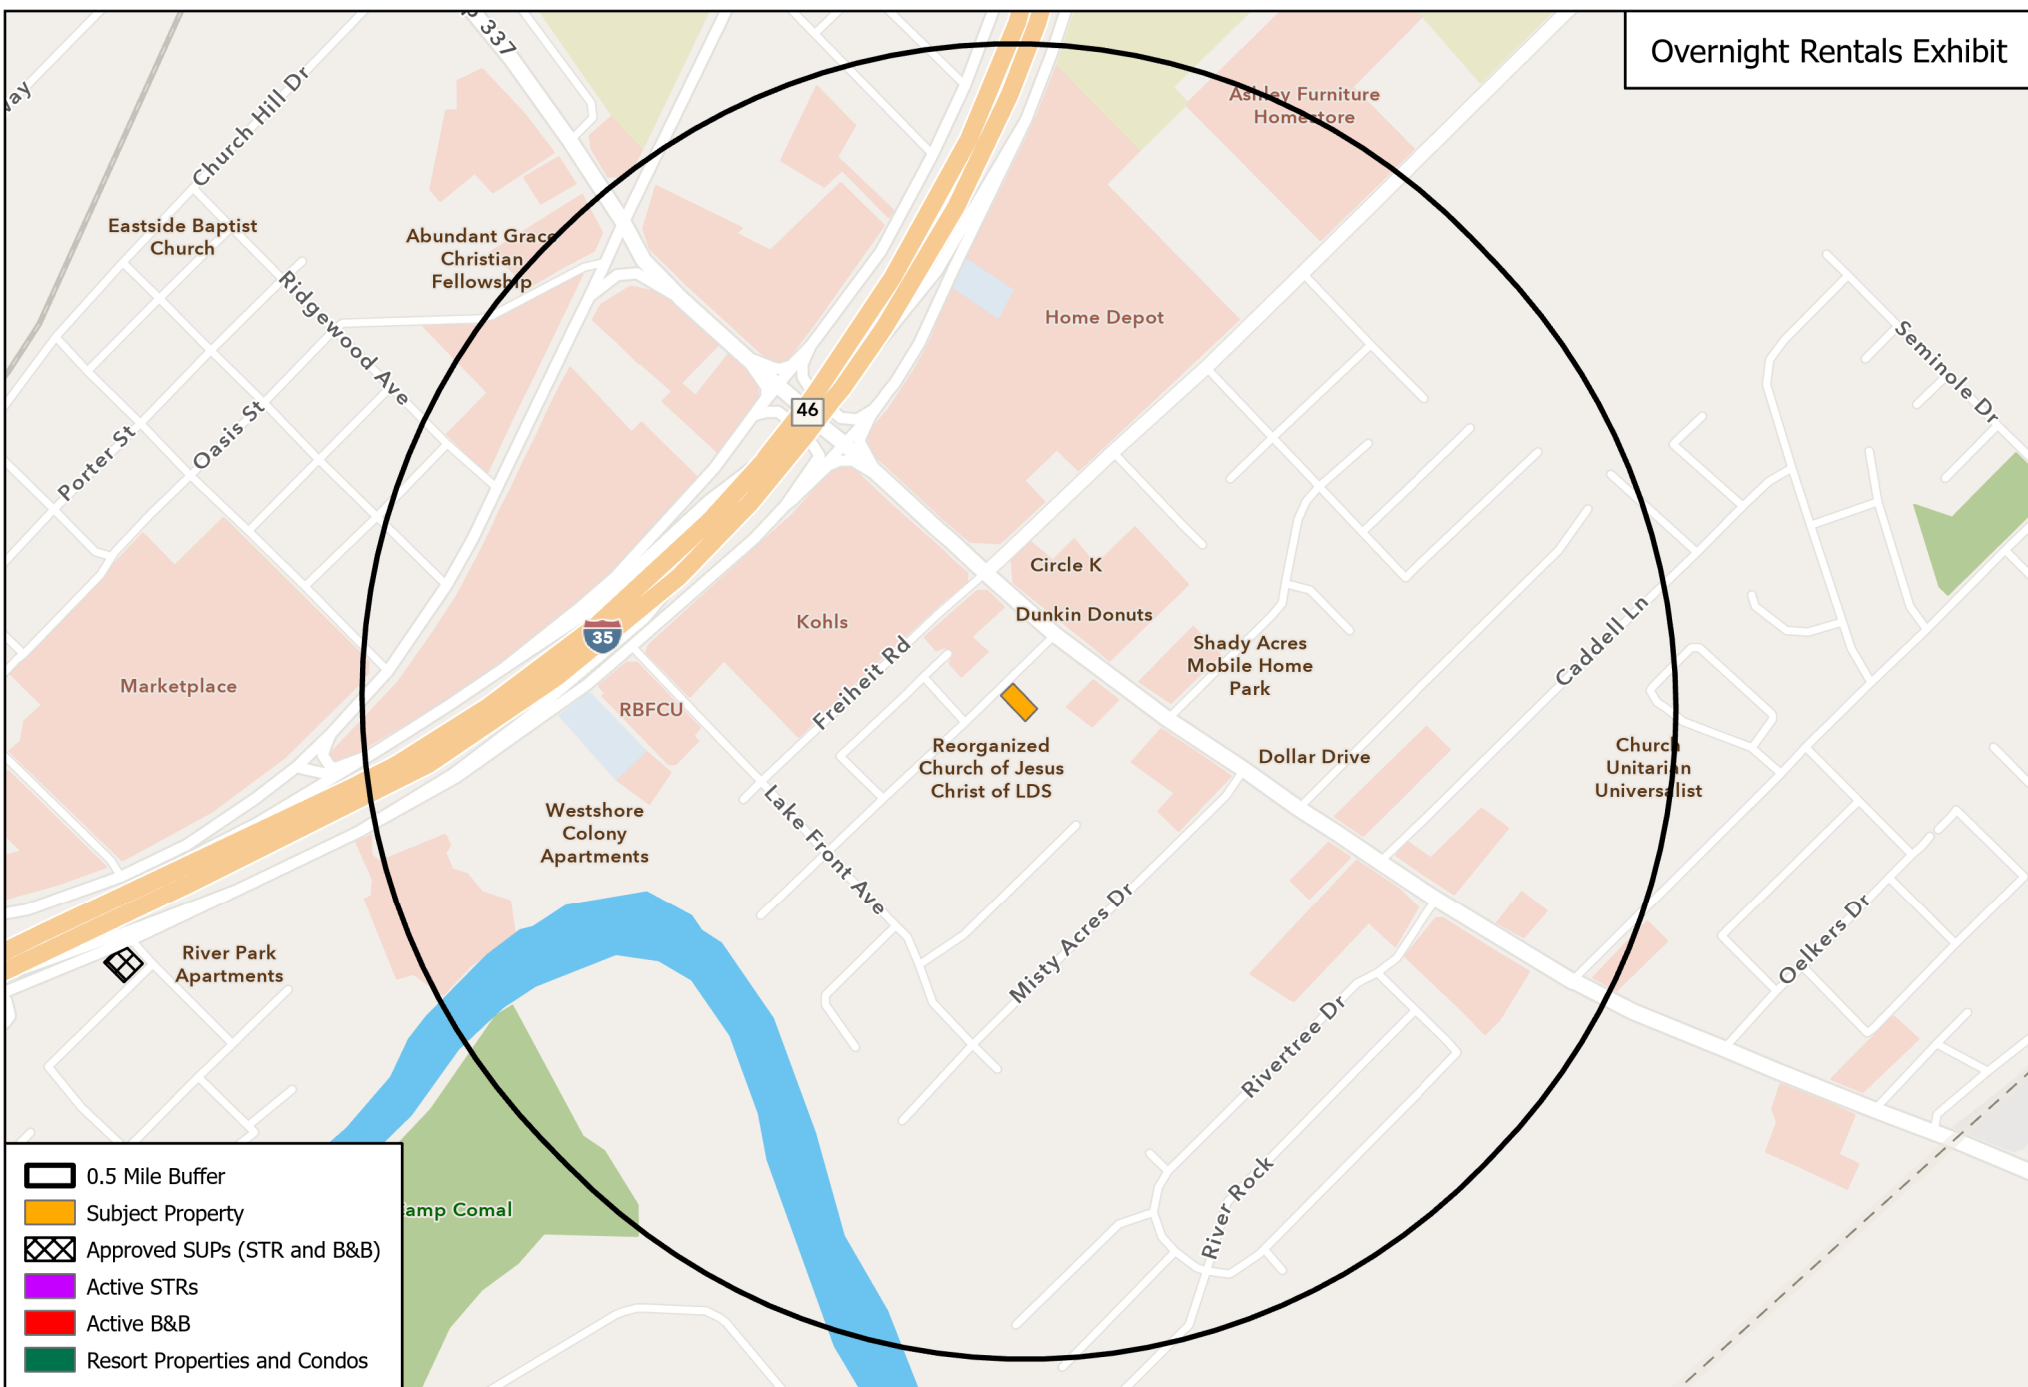 Overnight Rentals Exhibit
337
Church Hill Dr
Ashley Furniture
Homestore
Eastside Baptist
Church
Abundant Grace
Christian
Fellowship
Ridgewood Ave
Home Depot
Seminole Dr
46
Porter St
Oasis St
Circle K
Dunkin Donuts
Kohls
35
Freiheit Rd
Shady Acres
Mobile Home
Park
Caddell Ln
Marketplace
RBFCU
Reorganized
Church of Jesus
Christ of LDS
Dollar Drive
Church
Unitarian
Universalist
Westshore
Colony
Apartments
Lake Front Ave
Misty Acres Dr
River Park
Apartments
Oelkers Dr
Rivertree Dr
River Rock
amp Comal
0.5 Mile Buffer
Subject Property
Approved SUPs (STR and B&B)
Active STRs
Active B&B
Resort Properties and Condos